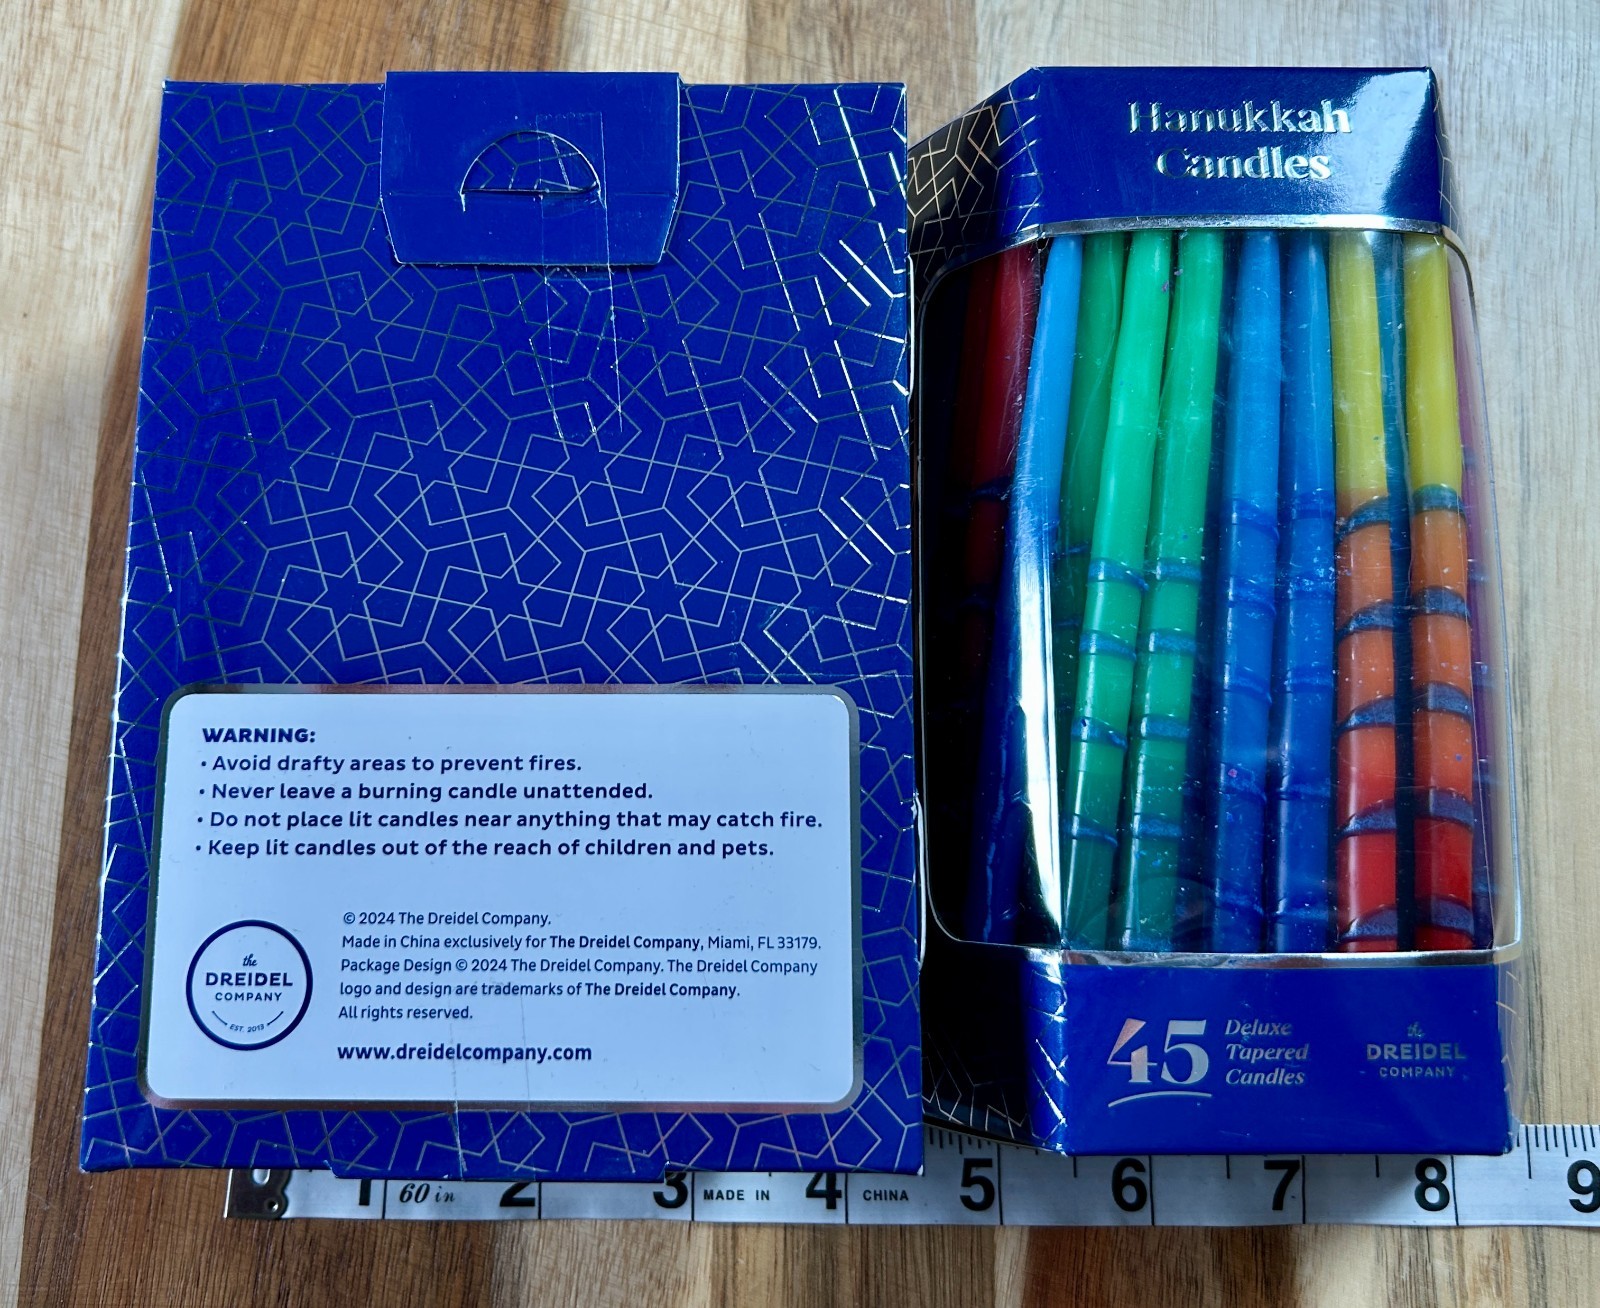 Hanukkah
Candles
WARNING:
• Avoid drafty areas to prevent fires.
• Never leave a burning candle unattended.
• Do not place lit candles near anything that may catch fire.
• Keep lit candles out of the reach of children and pets.
the
DREIDEL
COMPANY
EST. 2013
© 2024 The Dreidel Company.
Made in China exclusively for The Dreidel Company, Miami, FL 33179.
Package Design © 2024 The Dreidel Company. The Dreidel Company
logo and design are trademarks of The Dreidel Company.
All rights reserved.
www.dreidelcompany.com
45
Deluxe
Tapered
Candles
the
DREIDEL
COMPANY
1 60 in 2 3 MADE IN 4 CHINA 5 6 7 8 9